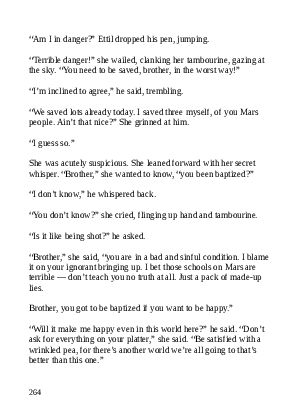 “Am I in danger?” Ettil dropped his pen, jumping.
“Terrible danger!” she wailed, clanking her tambourine, gazing at
the sky. “You need to be saved, brother, in the worst way!”
“I’m inclined to agree,” he said, trembling.
“We saved lots already today. I saved three myself, of you Mars
people. Ain’t that nice?” She grinned at him.
“I guess so.”
She was acutely suspicious. She leaned forward with her secret
whisper. “Brother,” she wanted to know, “you been baptized?”
“I don’t know,” he whispered back.
“You don’t know?” she cried, flinging up hand and tambourine.
“Is it like being shot?” he asked.
“Brother,” she said, “you are in a bad and sinful condition. I blame
it on your ignorant bringing up. I bet those schools on Mars are
terrible — don’t teach you no truth at all. Just a pack of made-up
lies.
Brother, you got to be baptized if you want to be happy.”
“Will it make me happy even in this world here?” he said. “Don’t
ask for everything on your platter,” she said. “Be satisfied with a
wrinkled pea, for there’s another world we’re all going to that’s
better than this one.”
264